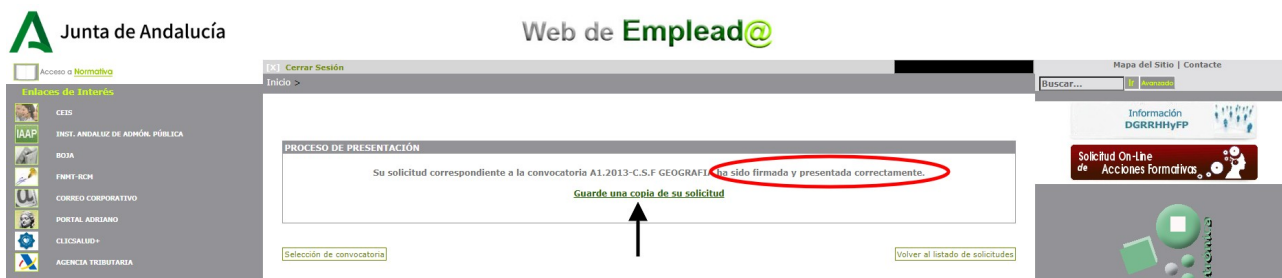 Junta de Andalucía
Web de Emplead@
Acceso a Normativa
Enlaces de Interés
CEIS
IAAP
INST. ANDALUZ DE ADMÓN. PÚBLICA
BOJA
FNMT-RCM
CORREO CORPORATIVO
PORTAL ADRIANO
CLICSALUD+
AGENCIA TRIBUTARIA
[X] Cerrar Sesión
Inicio >
PROCESO DE PRESENTACIÓN
Su solicitud correspondiente a la convocatoria A1.2013-C.S.F GEOGRAFIA ha sido firmada y presentada correctamente.
Guarde una copia de su solicitud
Selección de convocatoria
Volver al listado de solicitudes
Mapa del Sitio | Contacte
Buscar...
Ir
Avanzado
Información
DGRRHHyFP
Solicitud On-Line
de Acciones Formativas